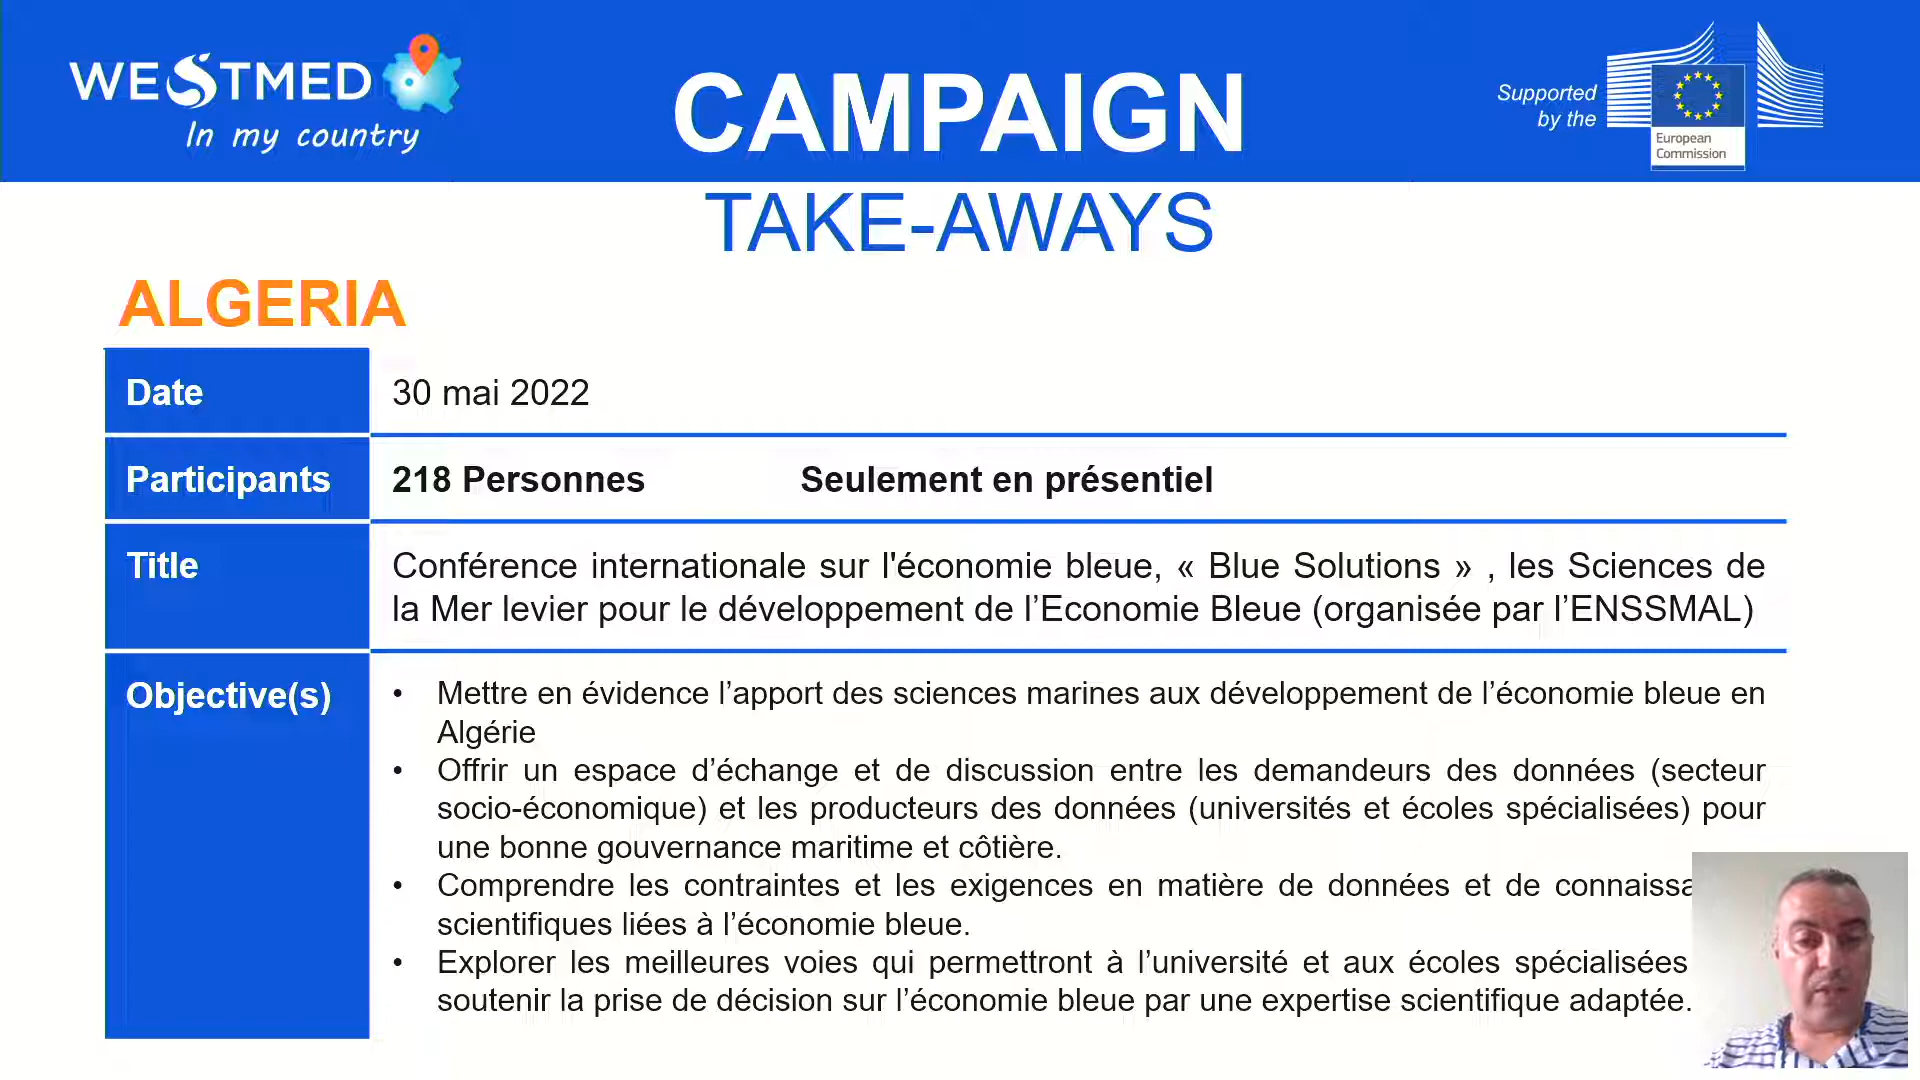 WESTMED
In my country
CAMPAIGN
Supported
by the
European
Commission
TAKE-AWAYS
ALGERIA
Date
30 mai 2022
Participants
218 Personnes Seulement en présentiel
Title
Conférence internationale sur l'économie bleue, « Blue Solutions » , les Sciences de
la Mer levier pour le développement de l’Economie Bleue (organisée par l’ENSSMAL)
Objective(s)
• Mettre en évidence l’apport des sciences marines aux développement de l’économie bleue en
Algérie
• Offrir un espace d’échange et de discussion entre les demandeurs des données (secteur
socio-économique) et les producteurs des données (universités et écoles spécialisées) pour
une bonne gouvernance maritime et côtière.
• Comprendre les contraintes et les exigences en matière de données et de connaissa
scientifiques liées à l’économie bleue.
• Explorer les meilleures voies qui permettront à l’université et aux écoles spécialisées
soutenir la prise de décision sur l’économie bleue par une expertise scientifique adaptée.